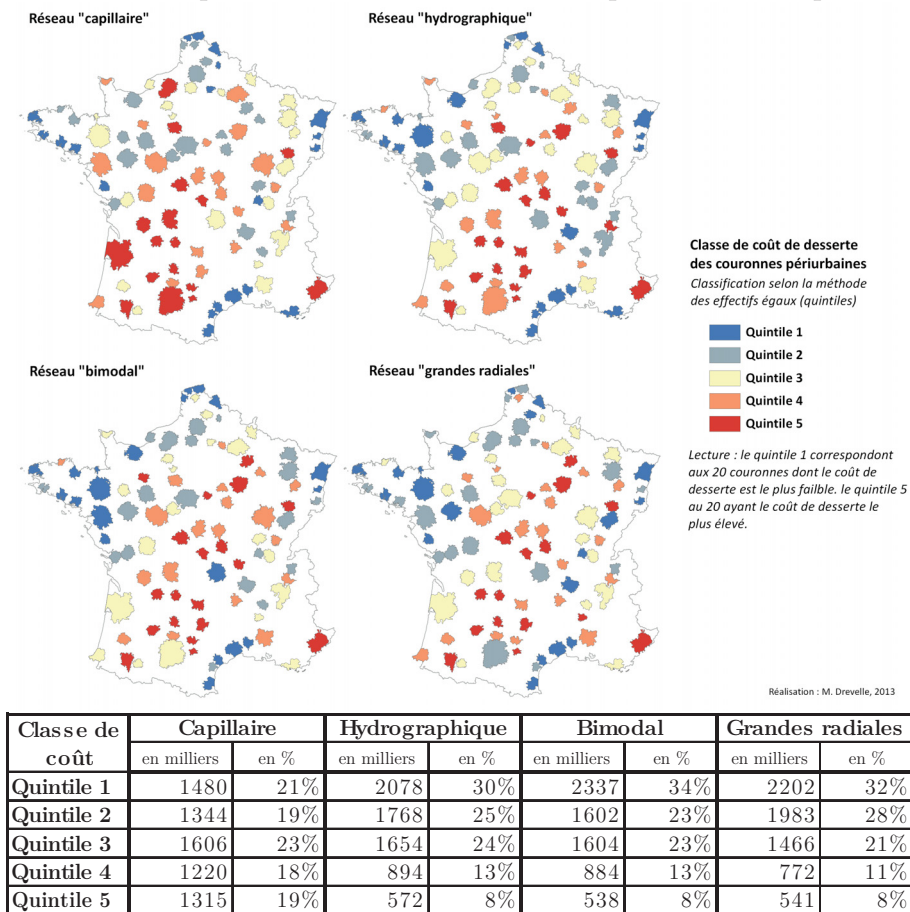 Réseau "capillaire"
Réseau "hydrographique"
Réseau "bimodal"
Réseau "grandes radiales"
Classe de coût de desserte
des couronnes périurbaines
Classification selon la méthode
des effectifs égaux (quintiles)
Quintile 1
Quintile 2
Quintile 3
Quintile 4
Quintile 5
Lecture : le quintile 1 correspondont
aux 20 couronnes dont le coût de
desserte est le plus failble. le quintile 5
au 20 ayant le coût de desserte le
plus élevé.
Réalisation : M. Drevelle, 2013
Classe de coût | Capillaire | Hydrographique | Bimodal | Grandes radiales
en milliers | en % | en milliers | en % | en milliers | en % | en milliers | en %
Quintile 1 | 1480 | 21% | 2078 | 30% | 2337 | 34% | 2202 | 32%
Quintile 2 | 1344 | 19% | 1768 | 25% | 1602 | 23% | 1983 | 28%
Quintile 3 | 1606 | 23% | 1654 | 24% | 1604 | 23% | 1466 | 21%
Quintile 4 | 1220 | 18% | 894 | 13% | 884 | 13% | 772 | 11%
Quintile 5 | 1315 | 19% | 572 | 8% | 538 | 8% | 541 | 8%